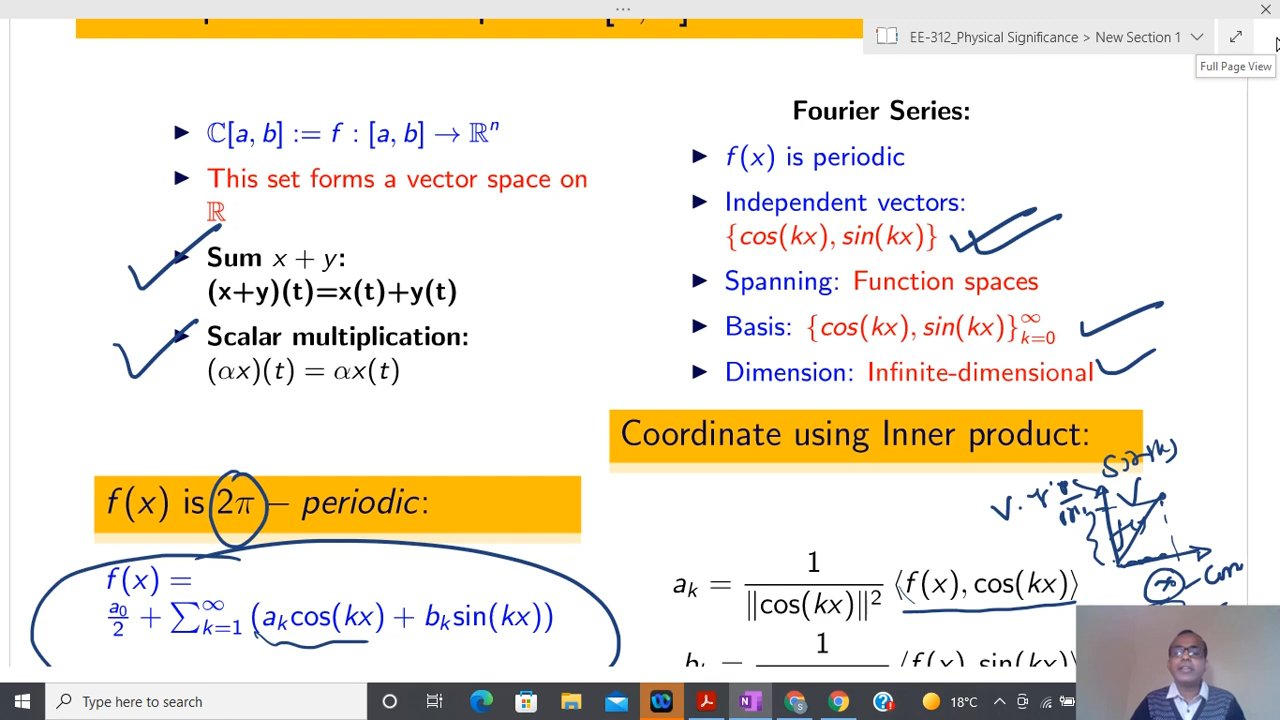 EE-312_Physical Significance > New Section 1
Full Page View
ℂ[a, b] := f : [a, b] → ℝⁿ
This set forms a vector space on
ℝ
Sum x + y:
(x+y)(t)=x(t)+y(t)
Scalar multiplication:
(αx)(t) = αx(t)
Fourier Series:
f(x) is periodic
Independent vectors:
{cos(kx), sin(kx)}
Spanning: Function spaces
Basis: {cos(kx), sin(kx)}∞k=0
Dimension: Infinite-dimensional
f(x) is 2π − periodic:
f(x) =
a₀/2 + ∑∞k=1 (aₖcos(kx) + bₖsin(kx))
Coordinate using Inner product:
aₖ = 1/‖cos(kx)‖² ⟨f(x), cos(kx)⟩
1
⟨f(x), sin(kx)⟩
Type here to search
18°C